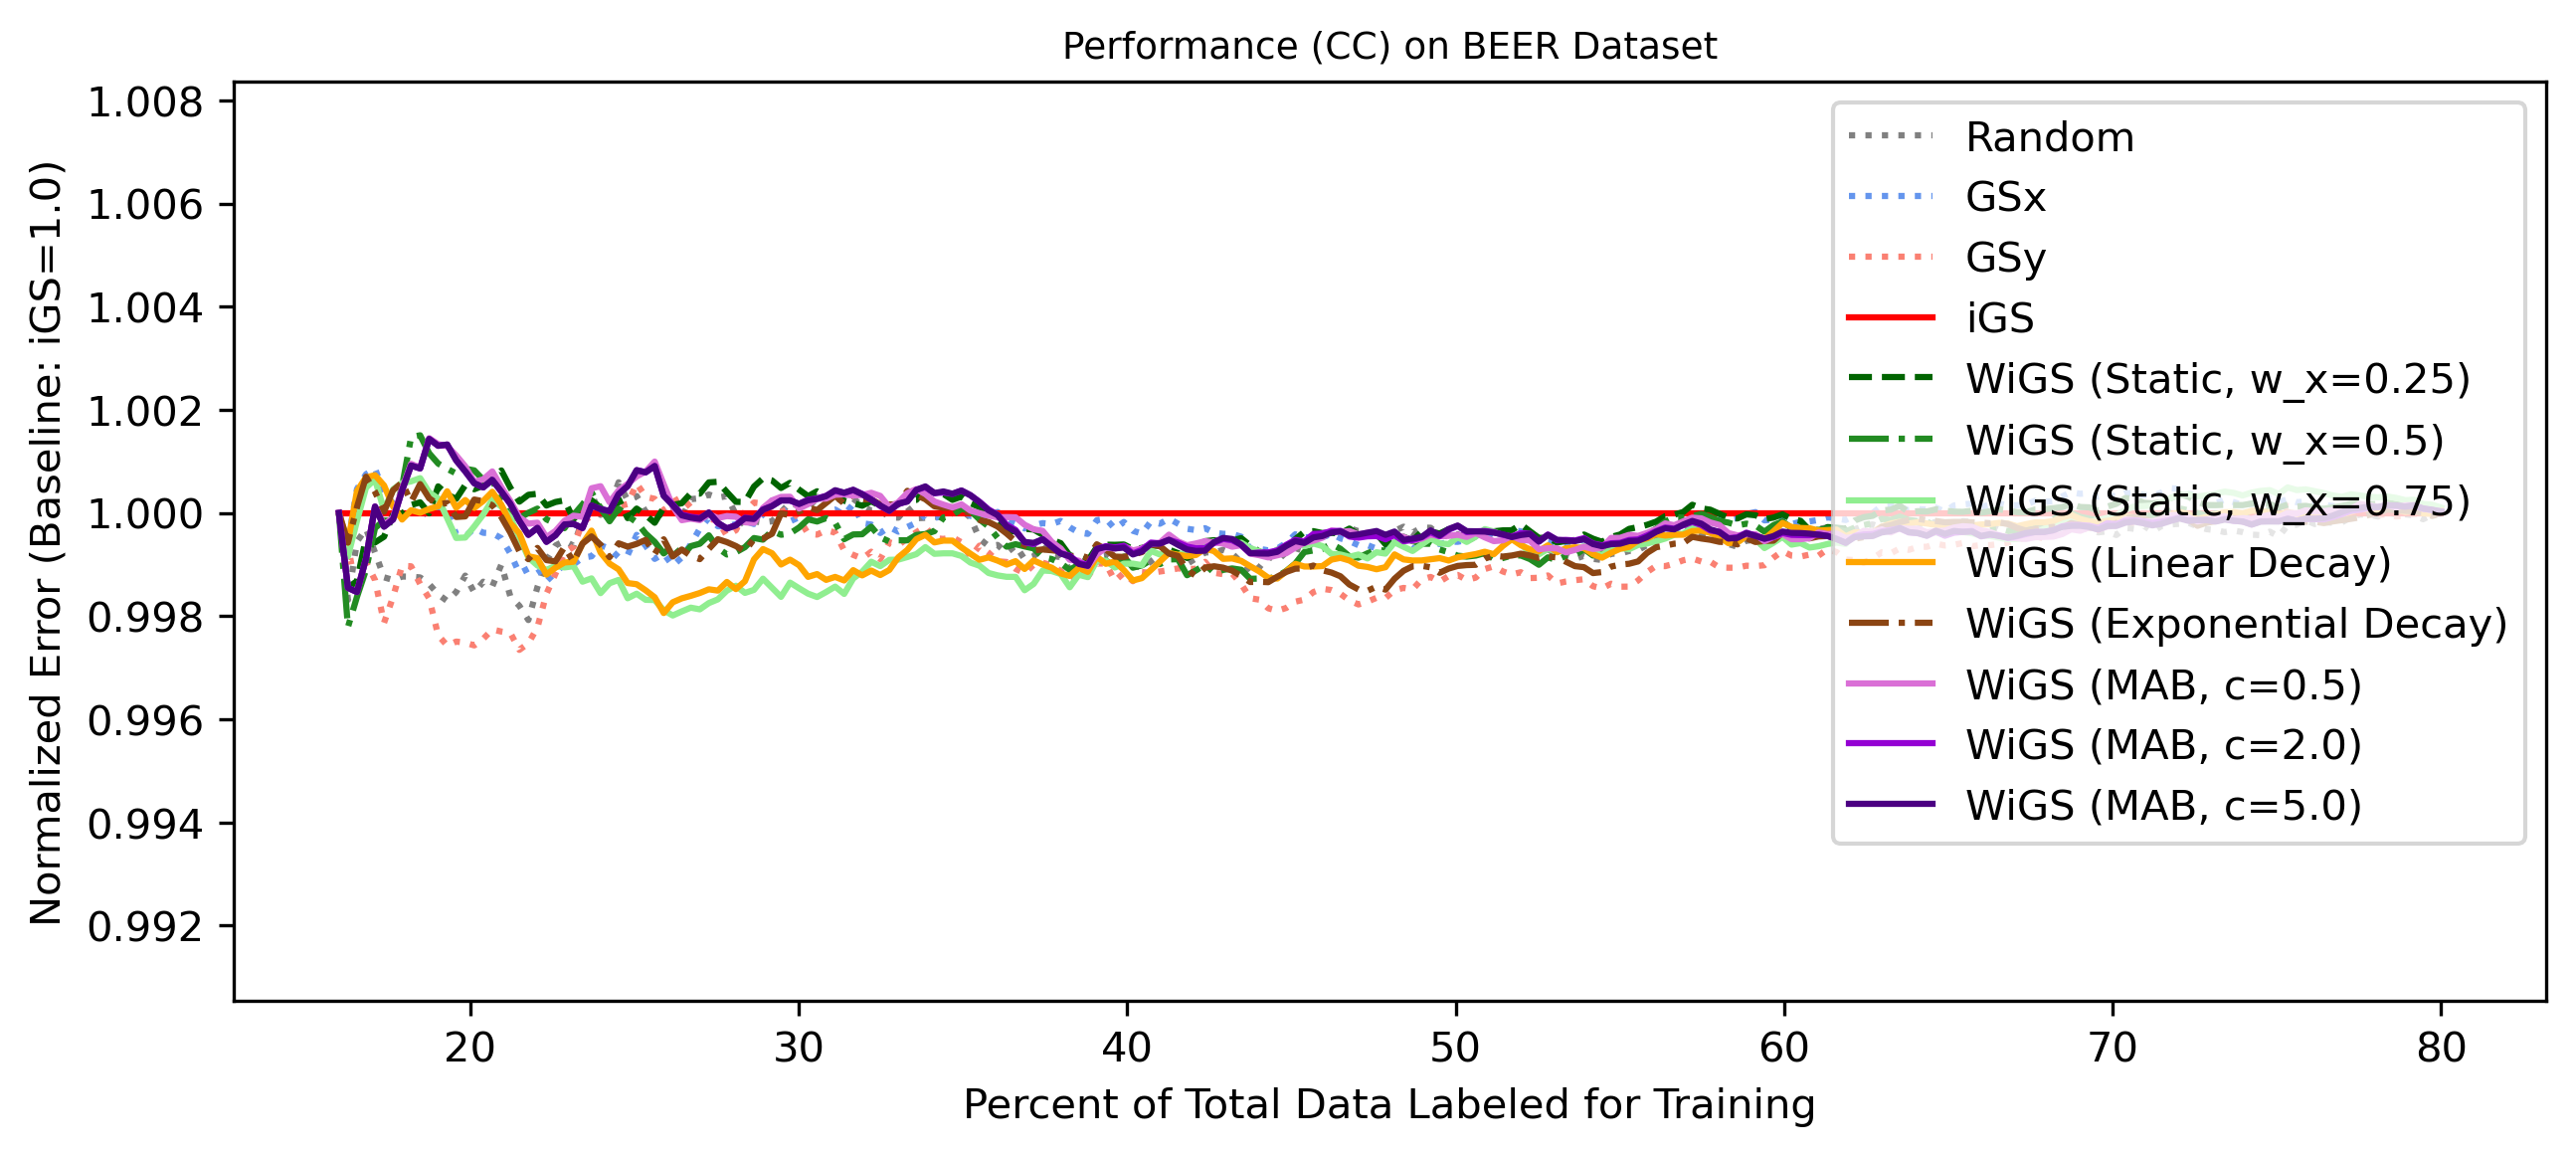 Performance (CC) on BEER Dataset
Normalized Error (Baseline: iGS=1.0)
1.008
1.006
1.004
1.002
1.000
0.998
0.996
0.994
0.992
Random
GSx
GSy
iGS
WiGS (Static, w_x=0.25)
WiGS (Static, w_x=0.5)
WiGS (Static, w_x=0.75)
WiGS (Linear Decay)
WiGS (Exponential Decay)
WiGS (MAB, c=0.5)
WiGS (MAB, c=2.0)
WiGS (MAB, c=5.0)
20 30 40 50 60 70 80
Percent of Total Data Labeled for Training